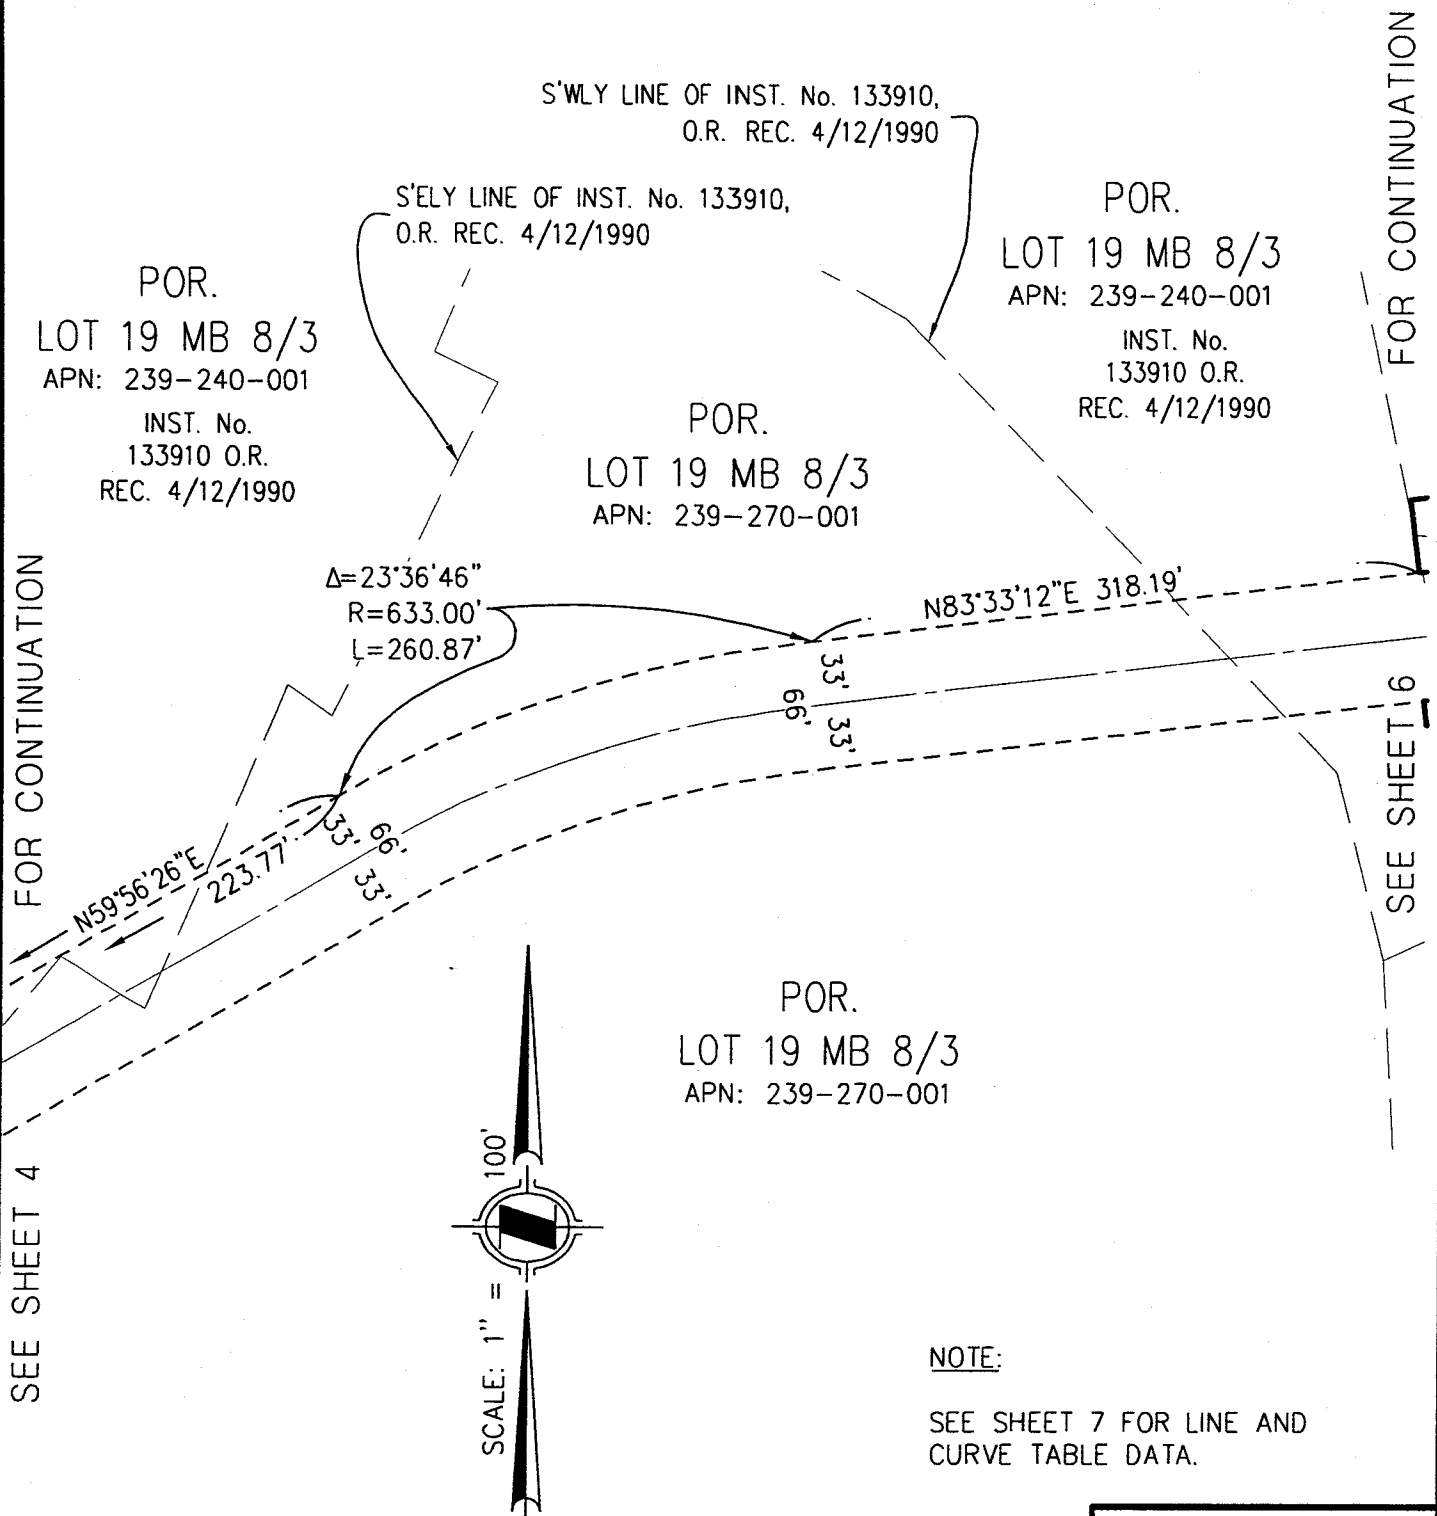 S'WLY LINE OF INST. No. 133910,
O.R. REC. 4/12/1990
S'ELY LINE OF INST. No. 133910,
O.R. REC. 4/12/1990
POR.
LOT 19 MB 8/3
APN: 239-240-001
INST. No.
133910 O.R.
REC. 4/12/1990
POR.
LOT 19 MB 8/3
APN: 239-270-001
POR.
LOT 19 MB 8/3
APN: 239-240-001
INST. No.
133910 O.R.
REC. 4/12/1990
FOR CONTINUATION
SEE SHEET 6
FOR CONTINUATION
SEE SHEET 4
Δ=23°36'46"
R=633.00'
L=260.87'
N83°33'12"E 318.19'
33'
66'
33'
N59°56'26"E
223.77'
33'
66'
33'
POR.
LOT 19 MB 8/3
APN: 239-270-001
SCALE: 1" = 100'
NOTE:
SEE SHEET 7 FOR LINE AND
CURVE TABLE DATA.